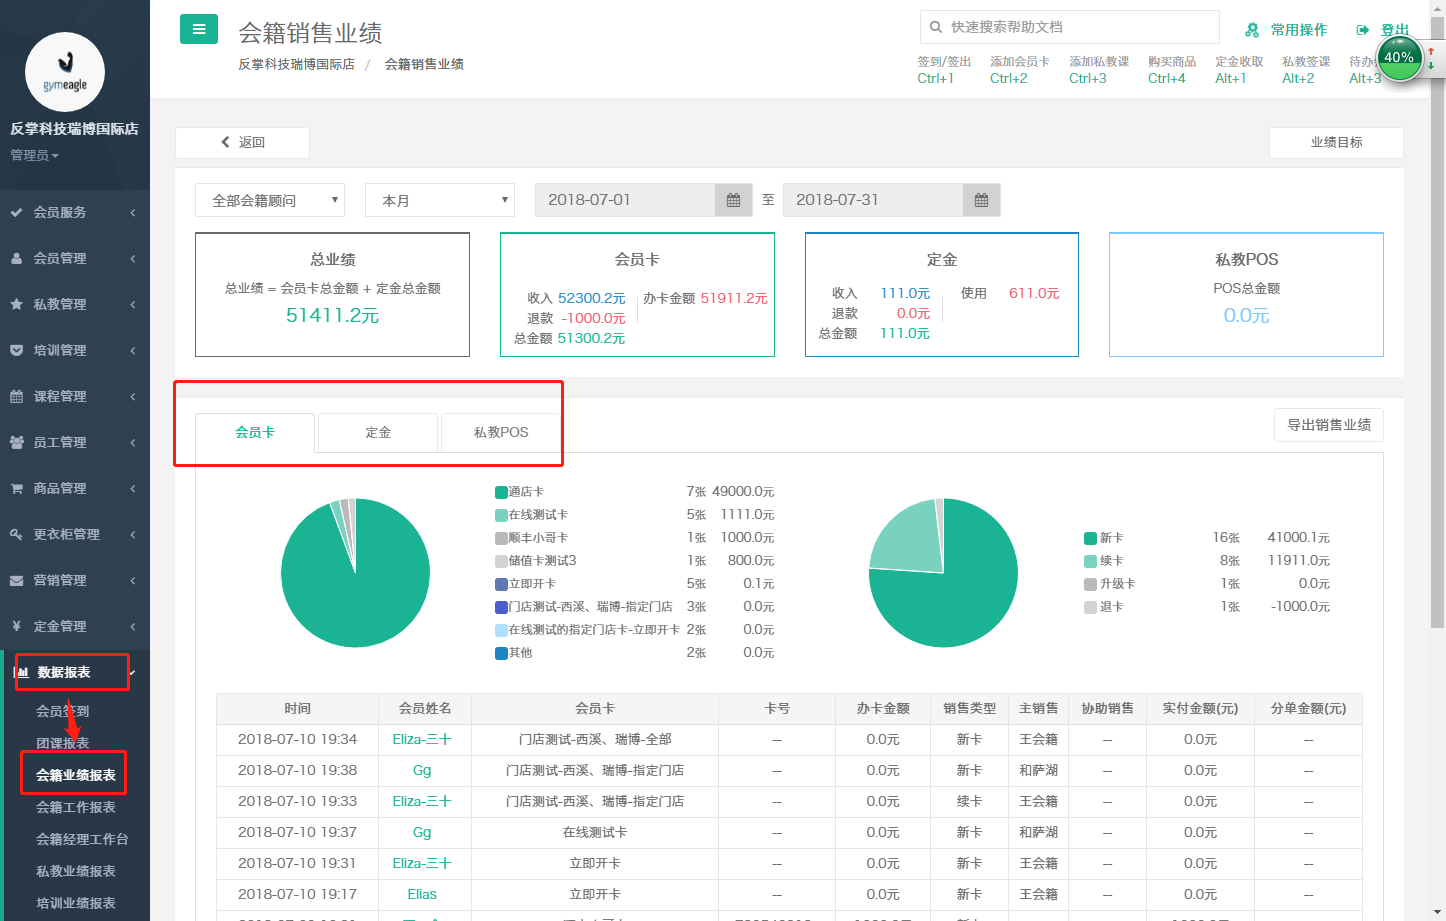 gymeagle
反掌科技瑞博国际店
管理员
会员服务
会员管理
私教管理
培训管理
课程管理
员工管理
商品管理
更衣柜管理
营销管理
定金管理
数据报表
会员签到
团课报表
会籍业绩报表
会籍工作报表
会籍经理工作台
私教业绩报表
培训业绩报表
会籍销售业绩
反掌科技瑞博国际店 / 会籍销售业绩
快速搜索帮助文档
常用操作 登出
签到/签出 添加会员卡 添加私教课 购买商品 定金收取 私教签课 待办
Ctrl+1 Ctrl+2 Ctrl+3 Ctrl+4 Alt+1 Alt+2 Alt+3
40%
返回 业绩目标
全部会籍顾问 本月 2018-07-01 至 2018-07-31
总业绩
总业绩 = 会员卡总金额 + 定金总金额
51411.2元
会员卡
收入 52300.2元 办卡金额 51911.2元
退款 -1000.0元
总金额 51300.2元
定金
收入 111.0元 使用 611.0元
退款 0.0元
总金额 111.0元
私教POS
POS总金额
0.0元
会员卡 定金 私教POS 导出销售业绩
通店卡 7张 49000.0元
在线测试卡 5张 1111.0元
顺丰小哥卡 1张 1000.0元
储值卡测试3 1张 800.0元
立即开卡 5张 0.1元
门店测试-西溪、瑞博-指定门店 3张 0.0元
在线测试的指定门店卡-立即开卡 2张 0.0元
其他 2张 0.0元
新卡 16张 41000.1元
续卡 8张 11911.0元
升级卡 1张 0.0元
退卡 1张 -1000.0元
时间 会员姓名 会员卡 卡号 办卡金额 销售类型 主销售 协助销售 实付金额(元) 分单金额(元)
2018-07-10 19:34 Eliza-三十 门店测试-西溪、瑞博-全部 -- 0.0元 新卡 王会籍 -- 0.0元 --
2018-07-10 19:38 Gg 门店测试-西溪、瑞博-指定门店 -- 0.0元 新卡 和萨湖 -- 0.0元 --
2018-07-10 19:33 Eliza-三十 门店测试-西溪、瑞博-指定门店 -- 0.0元 续卡 王会籍 -- 0.0元 --
2018-07-10 19:37 Gg 在线测试卡 -- 0.0元 新卡 和萨湖 -- 0.0元 --
2018-07-10 19:31 Eliza-三十 立即开卡 -- 0.0元 新卡 王会籍 -- 0.0元 --
2018-07-10 19:17 Elias 立即开卡 -- 0.0元 新卡 王会籍 -- 0.0元 --